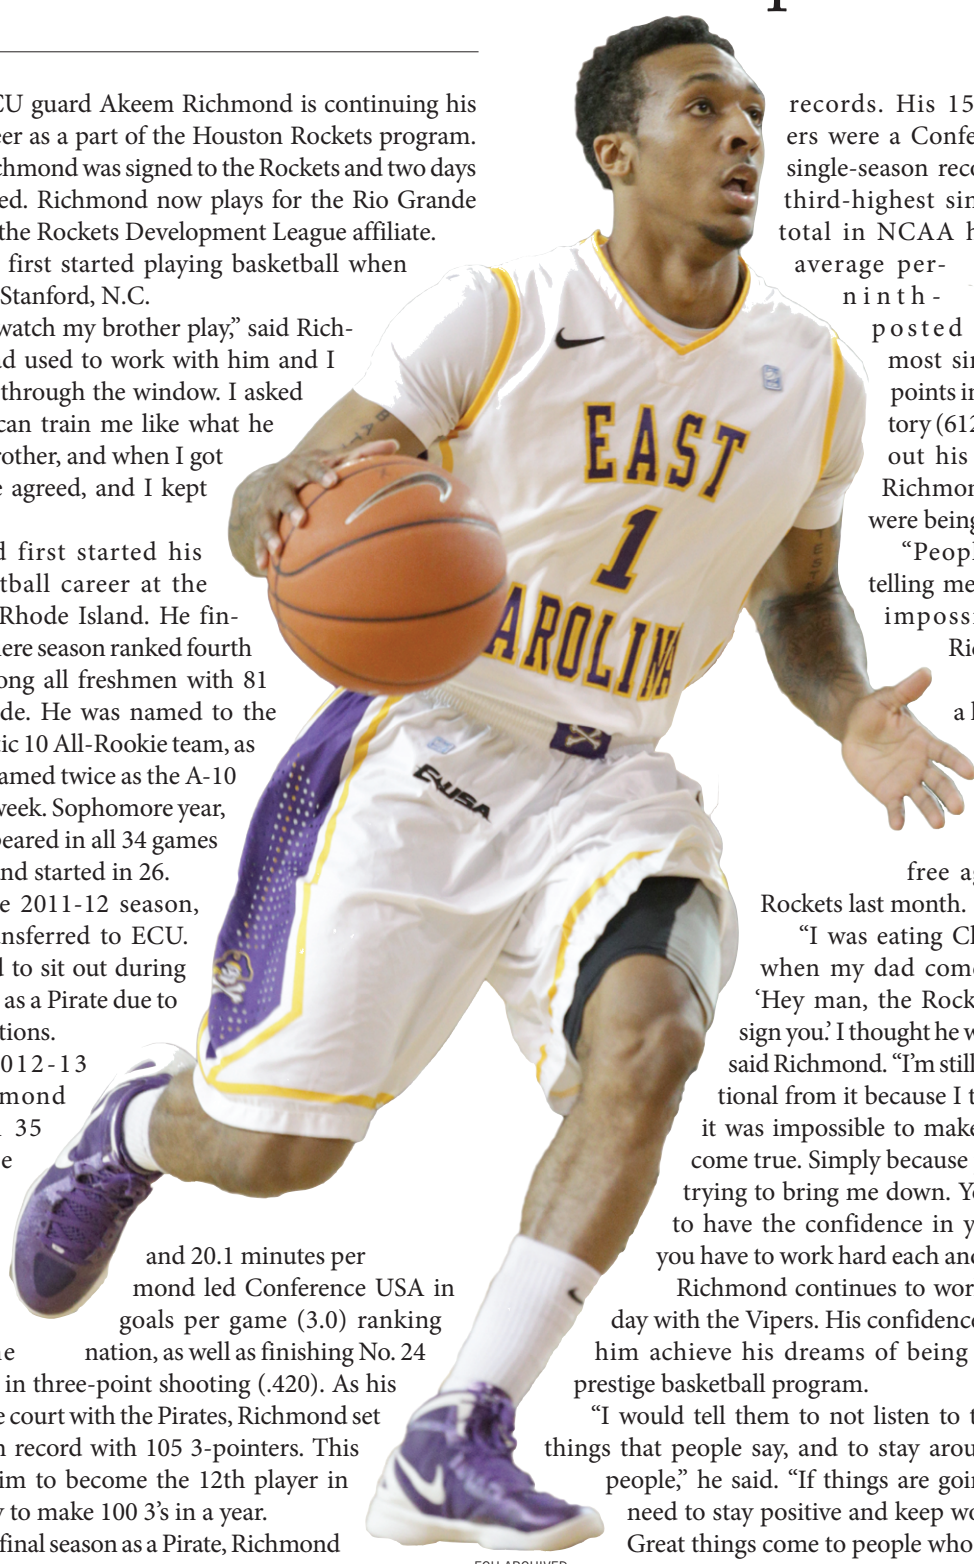 CU guard Akeem Richmond is continuing his
eer as a part of the Houston Rockets program.
chmond was signed to the Rockets and two days
ed. Richmond now plays for the Rio Grande
the Rockets Development League affiliate.
first started playing basketball when
Stanford, N.C.
watch my brother play,” said Rich-
ad used to work with him and I
through the window. I asked
can train me like what he
rother, and when I got
e agreed, and I kept
d first started his
tball career at the
Rhode Island. He fin-
here season ranked fourth
ong all freshmen with 81
de. He was named to the
tic 10 All-Rookie team, as
amed twice as the A-10
week. Sophomore year,
peared in all 34 games
nd started in 26.
e 2011-12 season,
ansferred to ECU.
d to sit out during
as a Pirate due to
tions.
012-13
mond
35
e
and 20.1 minutes per
mond led Conference USA in
goals per game (3.0) ranking
ne nation, as well as finishing No. 24
in three-point shooting (.420). As his
e court with the Pirates, Richmond set
n record with 105 3-pointers. This
im to become the 12th player in
y to make 100 3’s in a year.
final season as a Pirate, Richmond
EAST
1
AROLINA
C-USA
records. His 15
ers were a Confe
single-season reco
third-highest sin
total in NCAA h
average per-
ninth-
posted
most sin
points in
tory (612
out his
Richmon
were being
“Peopl
telling me
impossi
Ric
a l
free ag
Rockets last month.
“I was eating Ch
when my dad come
‘Hey man, the Rock
sign you.’ I thought he w
said Richmond. “I’m still
tional from it because I t
it was impossible to make
come true. Simply because
trying to bring me down. Yo
to have the confidence in y
you have to work hard each and
Richmond continues to wor
day with the Vipers. His confidence
him achieve his dreams of being
prestige basketball program.
“I would tell them to not listen to t
things that people say, and to stay arou
people,” he said. “If things are goin
need to stay positive and keep wo
Great things come to people who